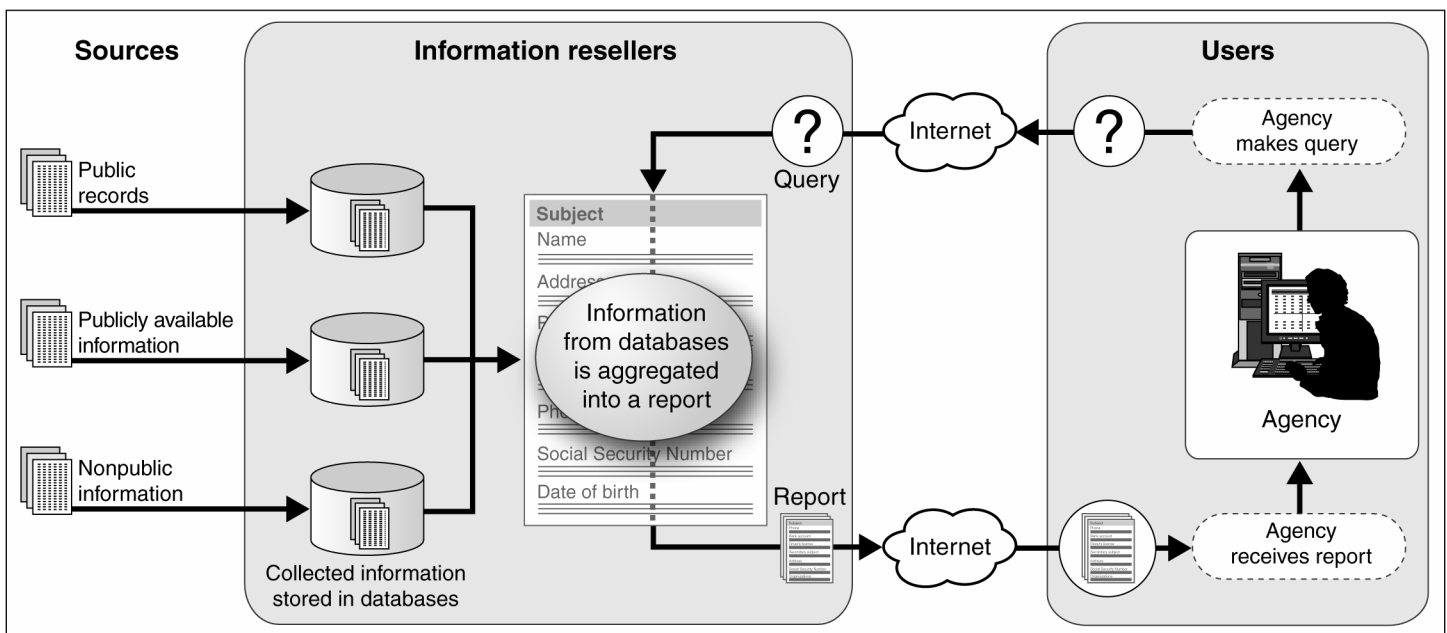 Sources
Information resellers
Users
Public
records
Publicly available
information
Nonpublic
information
Collected information
stored in databases
?
Query
Internet
?
Agency
makes query
Subject
Name
Address
Information
from databases
is aggregated
into a report
Social Security Number
Date of birth
Report
Internet
Agency
Agency
receives report